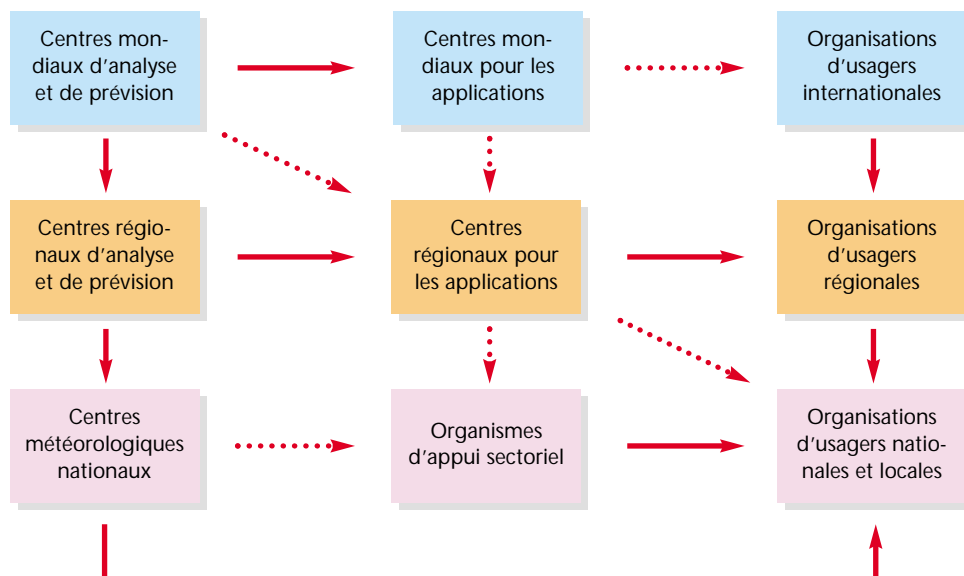 Centres mon-
diaux d'analyse
et de prévision
Centres mon-
diaux pour les
applications
Organisations
d'usagers
internationales
Centres régio-
naux d'analyse
et de prévision
Centres
régionaux pour
les applications
Organisations
d'usagers
régionales
Centres
météorologiques
nationaux
Organismes
d'appui sectoriel
Organisations
d'usagers natio-
nales et locales